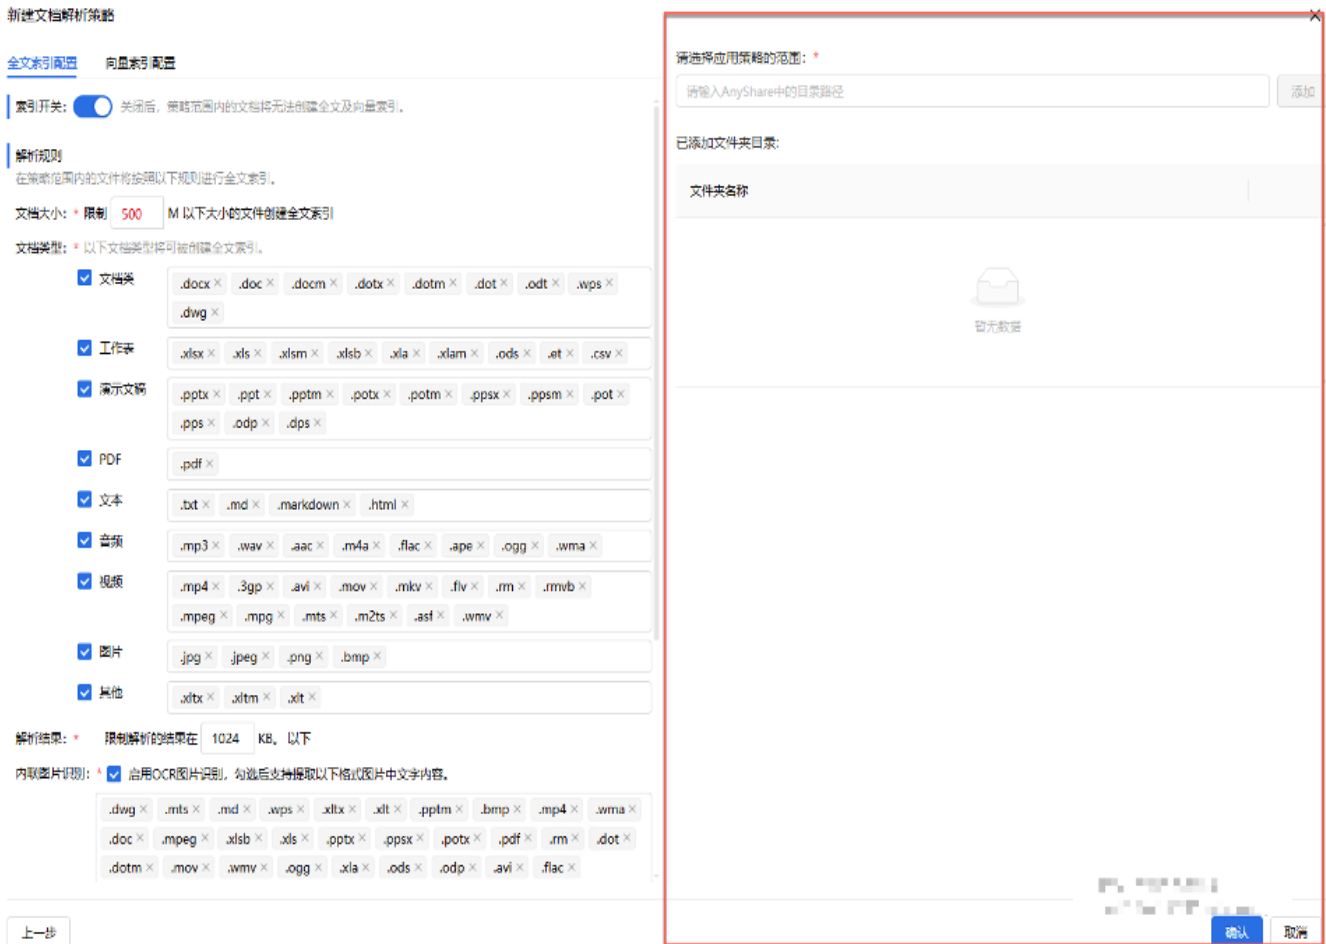 新建文档解析策略
全文索引配置 向量索引配置
索引开关: 关闭后，策略范围内的文档将无法创建全文及向量索引。
解析规则
在策略范围内的文件将按照以下规则进行全文索引。
文档大小: * 限制 500 M 以下大小的文件创建全文索引
文档类型: * 以下文档类型将可被创建全文索引。
文档类 .docx × .doc × .docm × .dotx × .dotm × .dot × .odt × .wps ×
.dwg ×
工作表 .xlsx × .xls × .xlsm × .xlsb × .xla × .xlam × .ods × .et × .csv ×
演示文稿 .pptx × .ppt × .pptm × .potx × .potm × .ppsx × .ppsm × .pot ×
.pps × .odp × .dps ×
PDF .pdf ×
文本 .txt × .md × .markdown × .html ×
音频 .mp3 × .wav × .aac × .m4a × .flac × .ape × .ogg × .wma ×
视频 .mp4 × .3gp × .avi × .mov × .mkv × .flv × .rm × .rmvb ×
.mpeg × .mpg × .mts × .m2ts × .asf × .wmv ×
图片 .jpg × .jpeg × .png × .bmp ×
其他 .xltx × .xltm × .xlt ×
解析结果: * 限制解析的结果在 1024 KB。以下
内联图片识别: * 启用OCR图片识别，勾选后支持提取以下格式图片中文字内容。
.dwg × .mts × .md × .wps × .xltx × .xlt × .pptm × .bmp × .mp4 × .wma ×
.doc × .mpeg × .xlsb × .xls × .pptx × .ppsx × .potx × .pdf × .rm × .dot ×
.dotm × .mov × .wmv × .ogg × .xla × .ods × .odp × .avi × .flac ×
上一步
请选择应用策略的范围: *
请输入AnyShare中的目录路径 添加
已添加文件夹目录:
文件夹名称
暂无数据
确认 取消